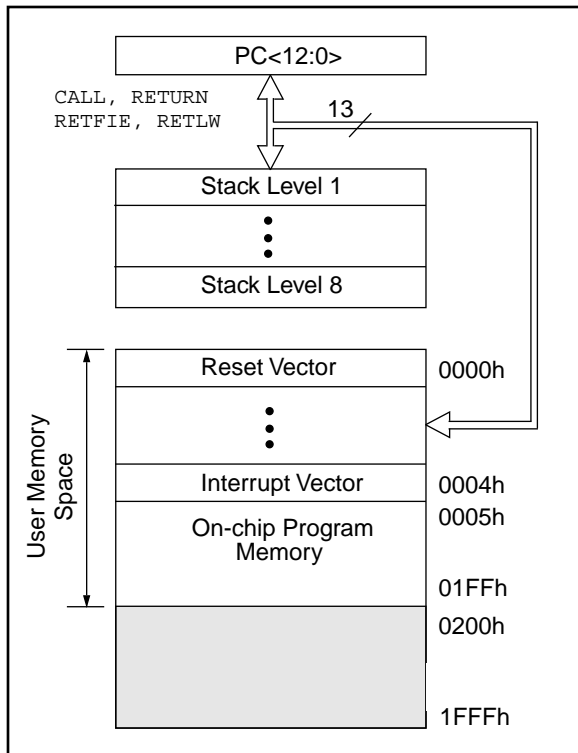 PC<12:0>
CALL, RETURN
RETFIE, RETLW
13
Stack Level 1
Stack Level 8
Reset Vector
0000h
User Memory
Space
Interrupt Vector
0004h
On-chip Program
Memory
0005h
01FFh
0200h
1FFFh